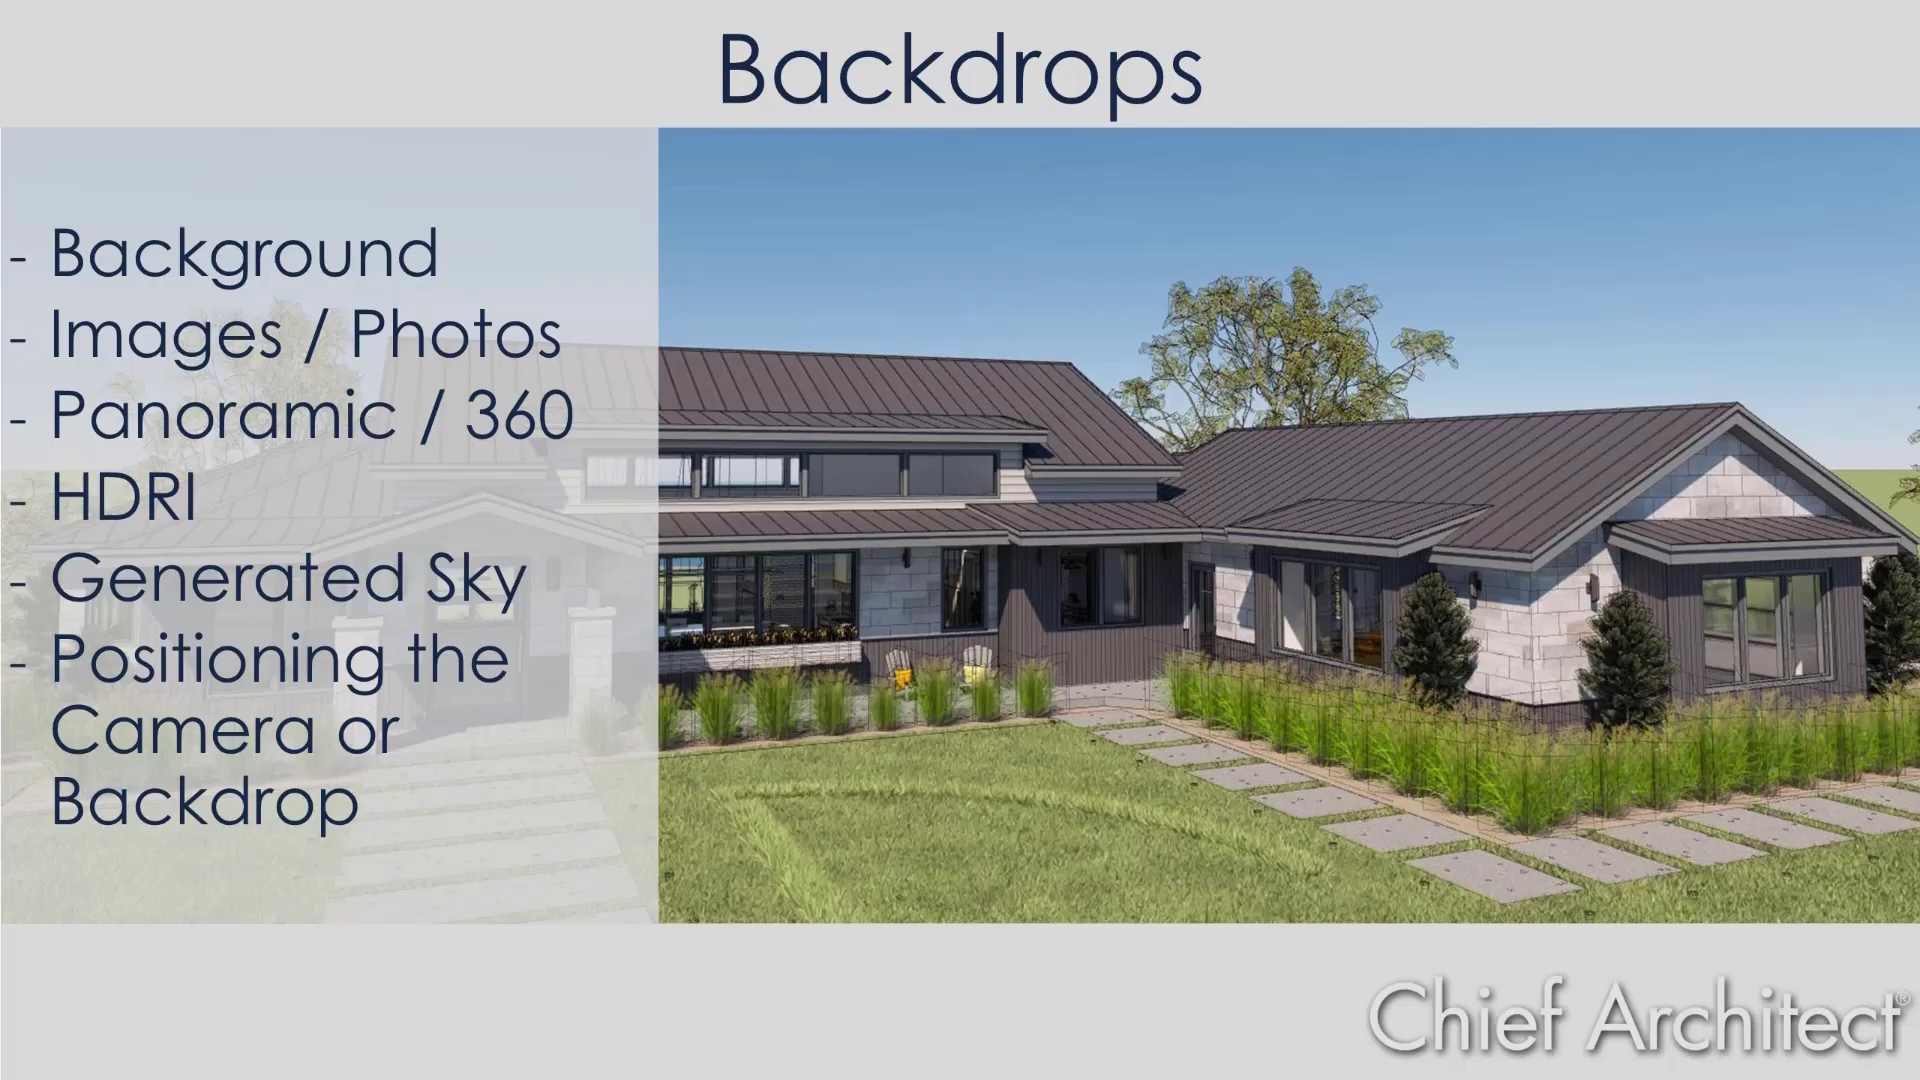 Backdrops
- Background
- Images / Photos
- Panoramic / 360
- HDRI
- Generated Sky
- Positioning the
Camera or
Backdrop
Chief Architect®